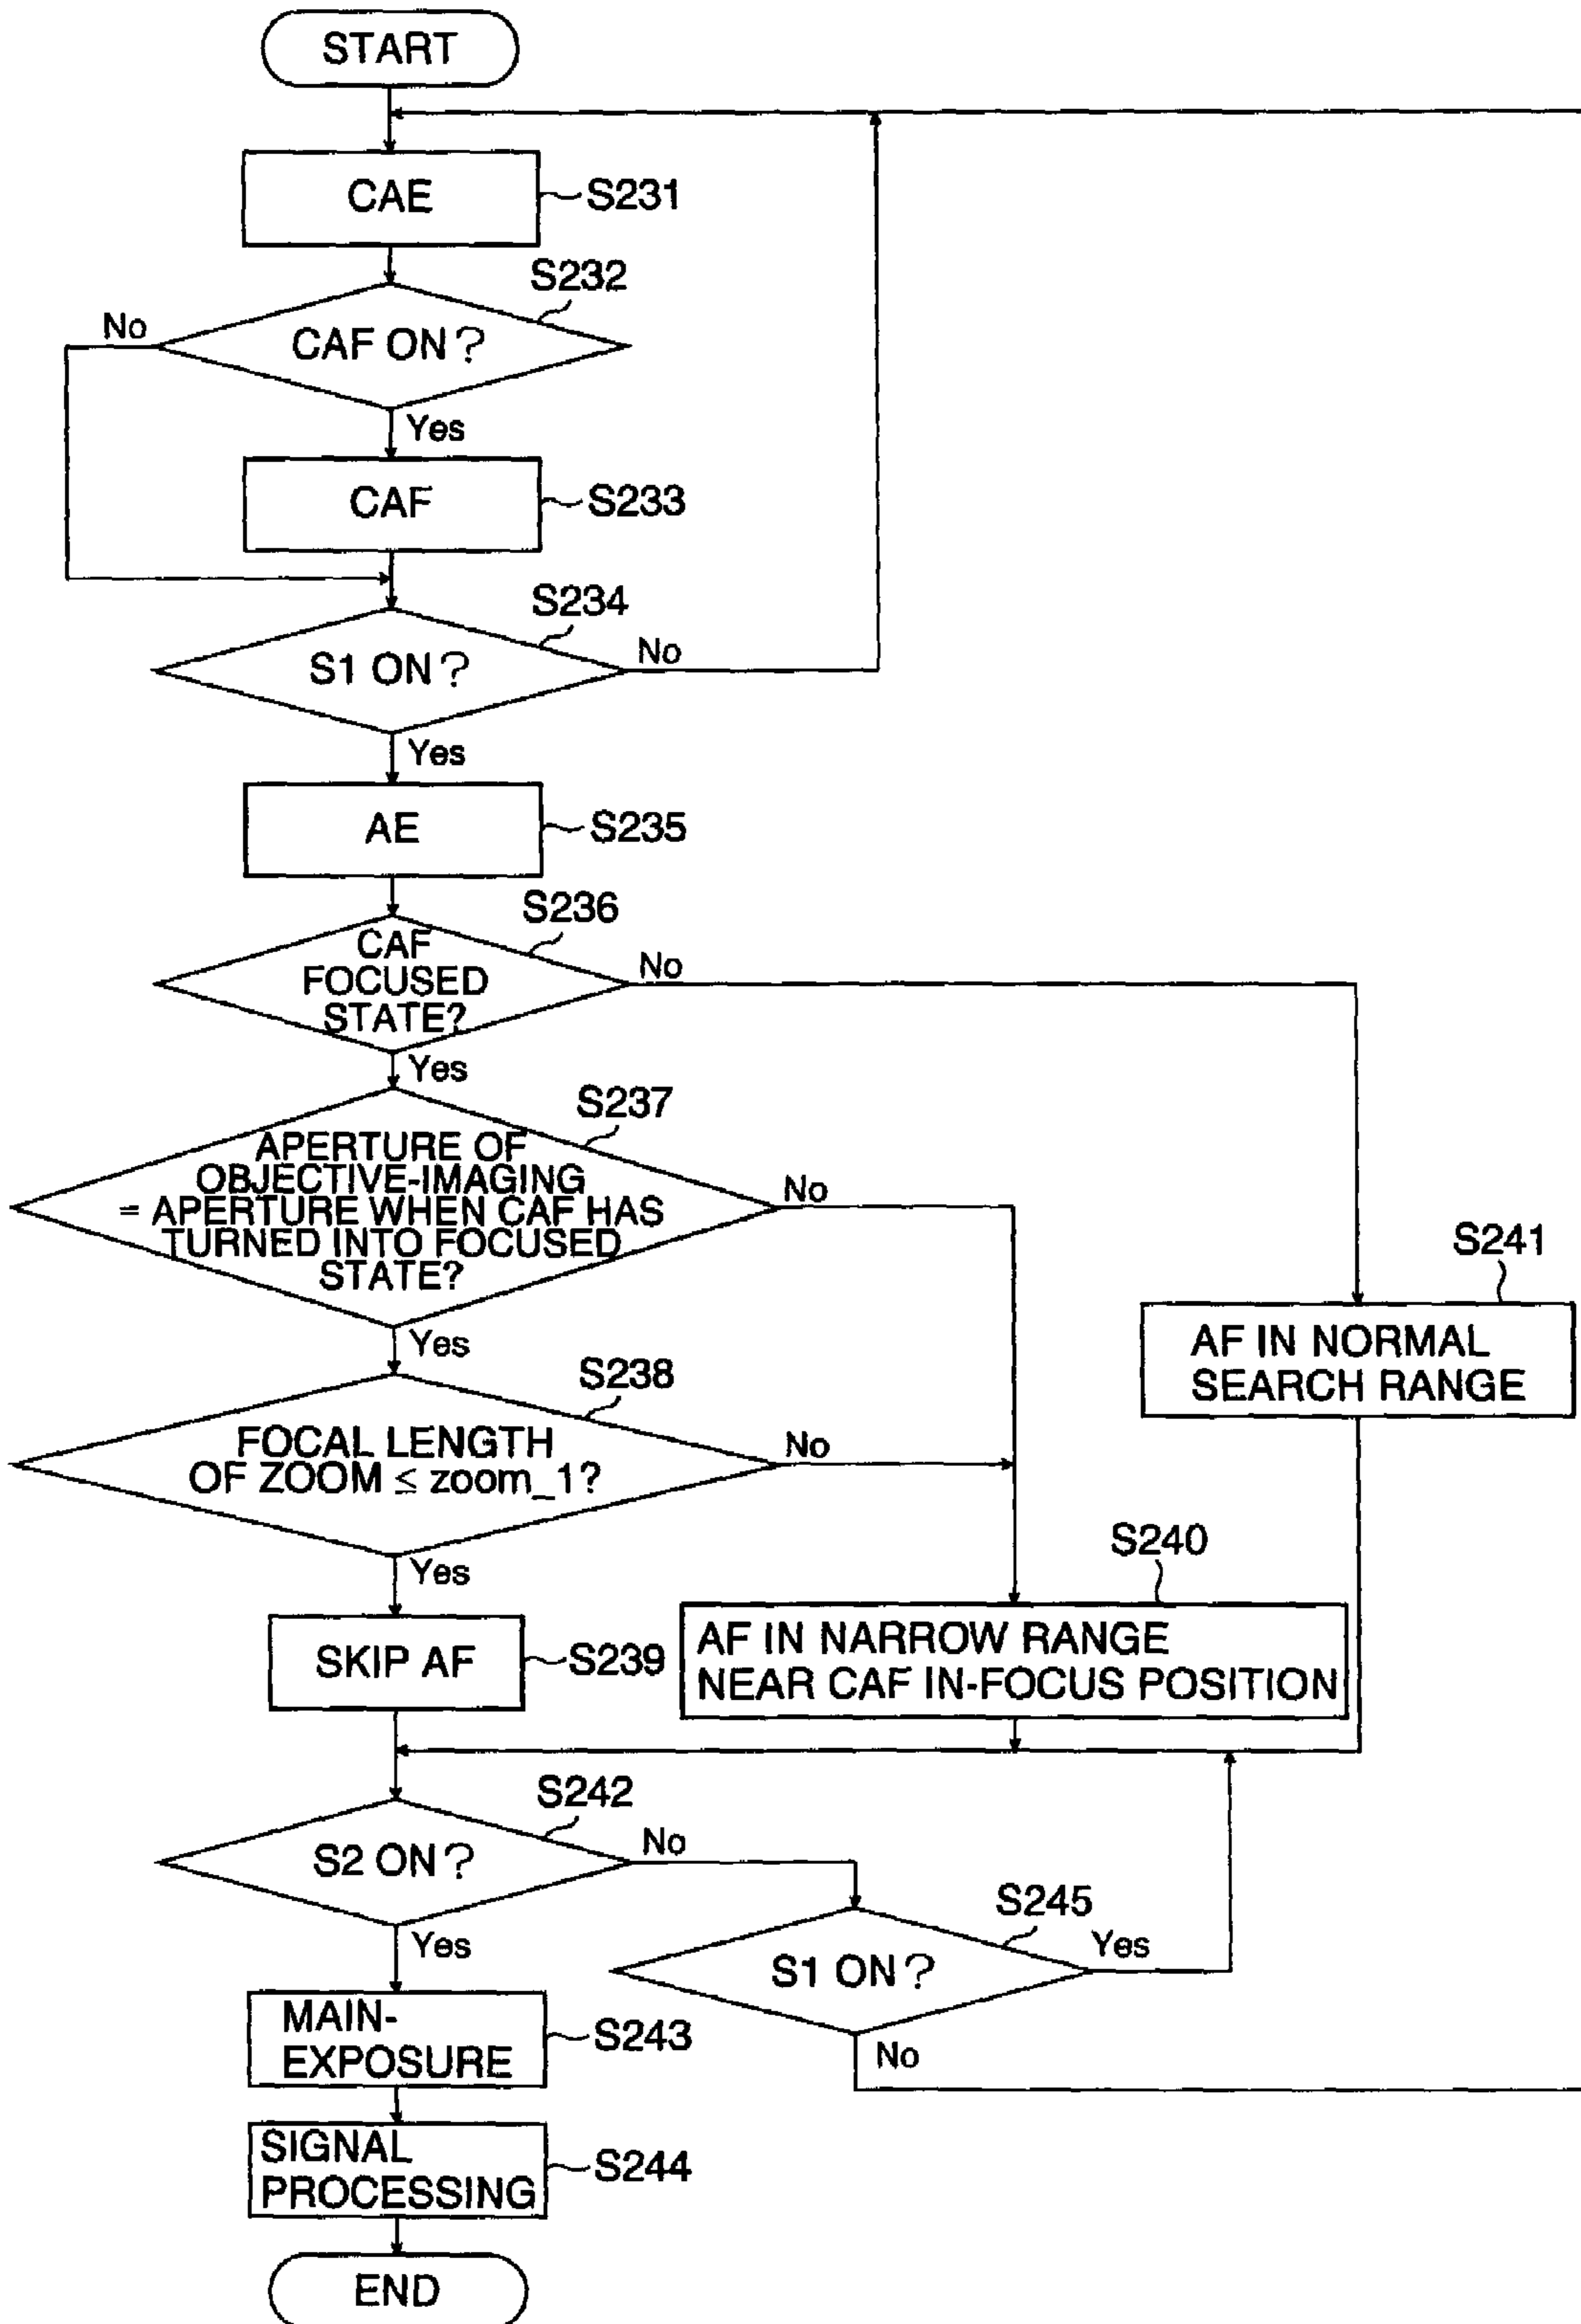 START
CAE
S231
S232
No
CAF ON?
Yes
CAF
S233
S234
S1 ON?
No
Yes
AE
S235
S236
CAF
FOCUSED
STATE?
No
Yes
S237
APERTURE OF
OBJECTIVE-IMAGING
= APERTURE WHEN CAF HAS
TURNED INTO FOCUSED
STATE?
No
Yes
S241
AF IN NORMAL
SEARCH RANGE
S238
FOCAL LENGTH
OF ZOOM ≤ zoom_1?
No
Yes
S240
AF IN NARROW RANGE
NEAR CAF IN-FOCUS POSITION
SKIP AF
S239
S242
S2 ON?
No
Yes
S245
S1 ON?
Yes
No
MAIN-
EXPOSURE
S243
SIGNAL
PROCESSING
S244
END